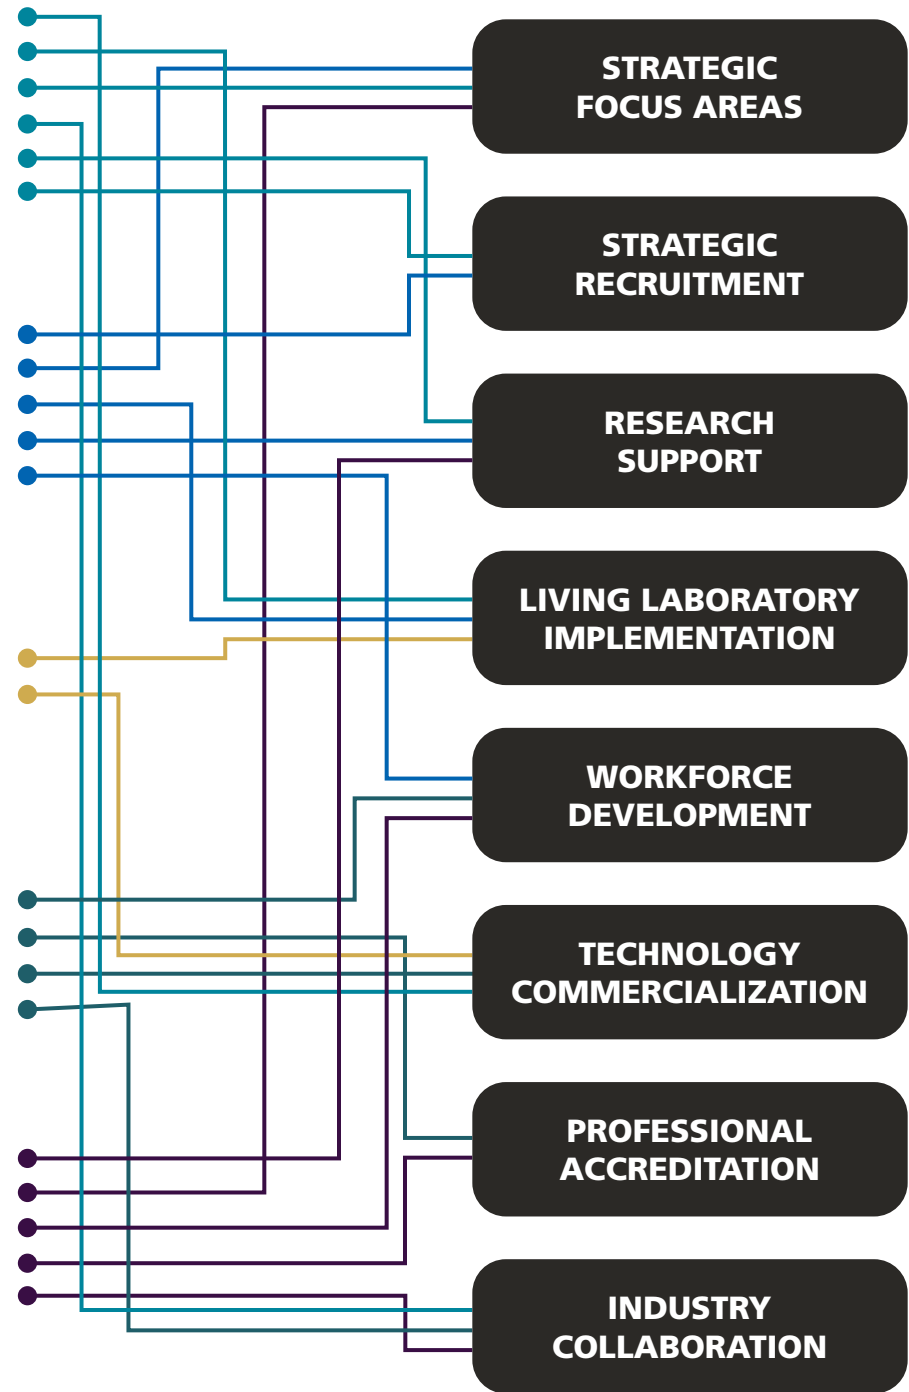 STRATEGIC
FOCUS AREAS
STRATEGIC
RECRUITMENT
RESEARCH
SUPPORT
LIVING LABORATORY
IMPLEMENTATION
WORKFORCE
DEVELOPMENT
TECHNOLOGY
COMMERCIALIZATION
PROFESSIONAL
ACCREDITATION
INDUSTRY
COLLABORATION